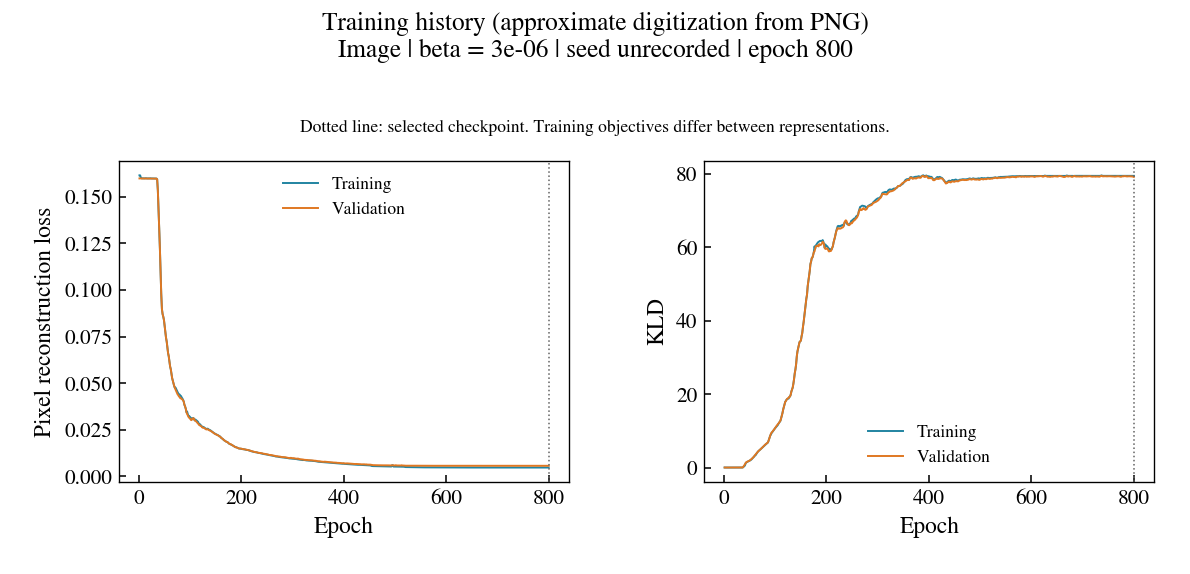 Training history (approximate digitization from PNG)
Image | beta = 3e-06 | seed unrecorded | epoch 800
Dotted line: selected checkpoint. Training objectives differ between representations.
Pixel reconstruction loss
0.150
0.125
0.100
0.075
0.050
0.025
0.000
Training
Validation
0
200
400
600
800
Epoch
KLD
80
60
40
20
0
Training
Validation
0
200
400
600
800
Epoch